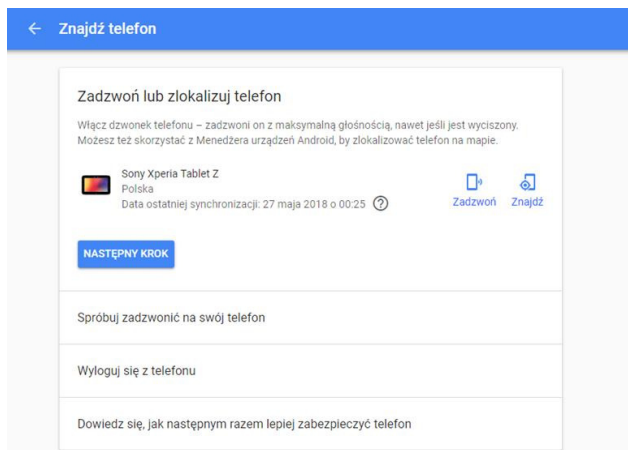 Znajdź telefon
Zadzwoń lub zlokalizuj telefon
Włącz dzwonek telefonu – zadzwoni on z maksymalną głośnością, nawet jeśli jest wyciszony.
Możesz też skorzystać z Menedżera urządzeń Android, by zlokalizować telefon na mapie.
Sony Xperia Tablet Z
Polska
Data ostatniej synchronizacji: 27 maja 2018 o 00:25 ?
Zadzwoń Znajdź
NASTĘPNY KROK
Spróbuj zadzwonić na swój telefon
Wyloguj się z telefonu
Dowiedz się, jak następnym razem lepiej zabezpieczyć telefon